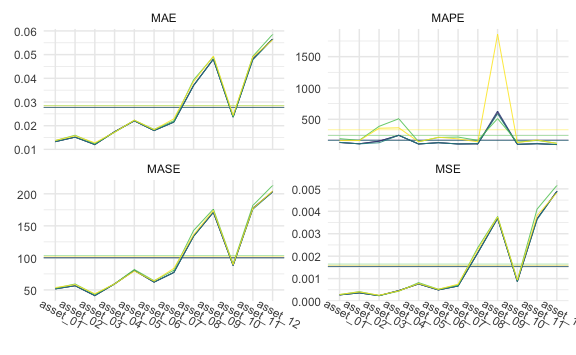 MAE
MAPE
0.06
0.05
0.04
0.03
0.02
0.01
1500
1000
500
MASE
MSE
200
150
100
50
0.005
0.004
0.003
0.002
0.001
0.000
asset_01
asset_02
asset_03
asset_04
asset_05
asset_06
asset_07
asset_08
asset_09
asset_10
asset_11
asset_12
asset_01
asset_02
asset_03
asset_04
asset_05
asset_06
asset_07
asset_08
asset_09
asset_10
asset_11